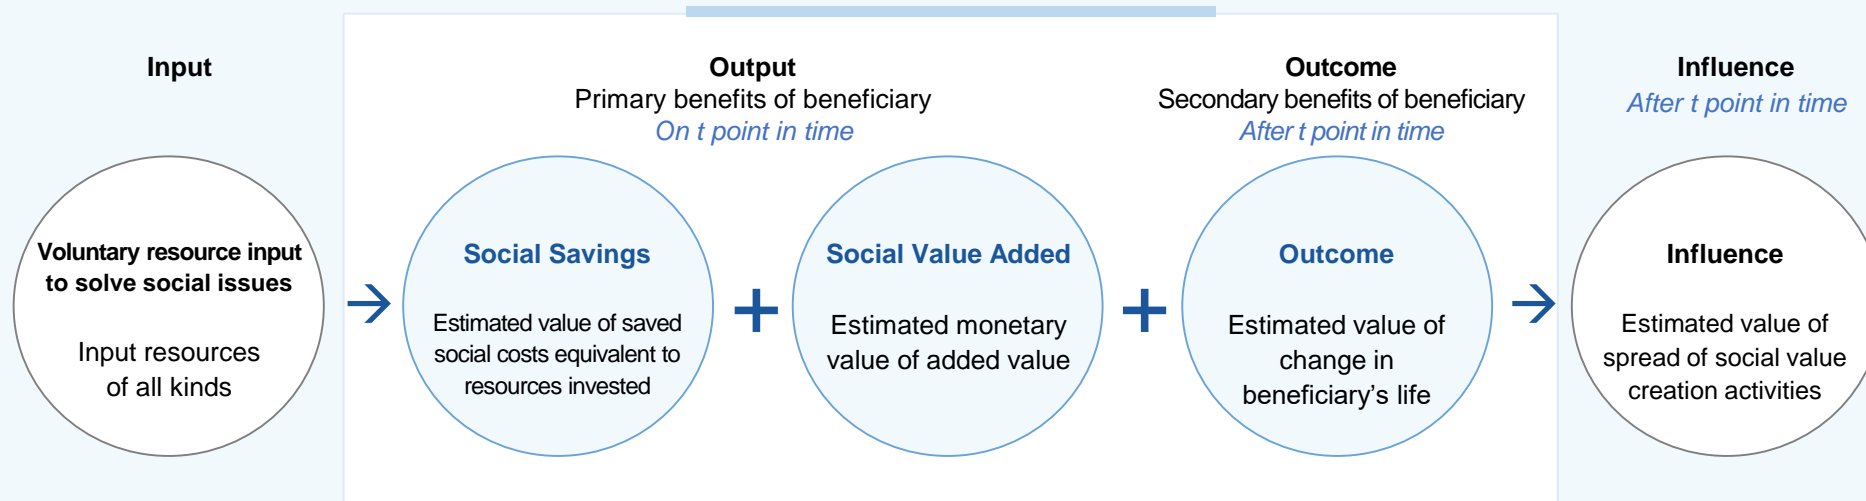 Input
Voluntary resource input
to solve social issues
Input resources
of all kinds
Output
Primary benefits of beneficiary
On t point in time
Social Savings
Estimated value of saved
social costs equivalent to
resources invested
Social Value Added
Estimated monetary
value of added value
Outcome
Secondary benefits of beneficiary
After t point in time
Outcome
Estimated value of
change in
beneficiary’s life
Influence
After t point in time
Influence
Estimated value of
spread of social value
creation activities